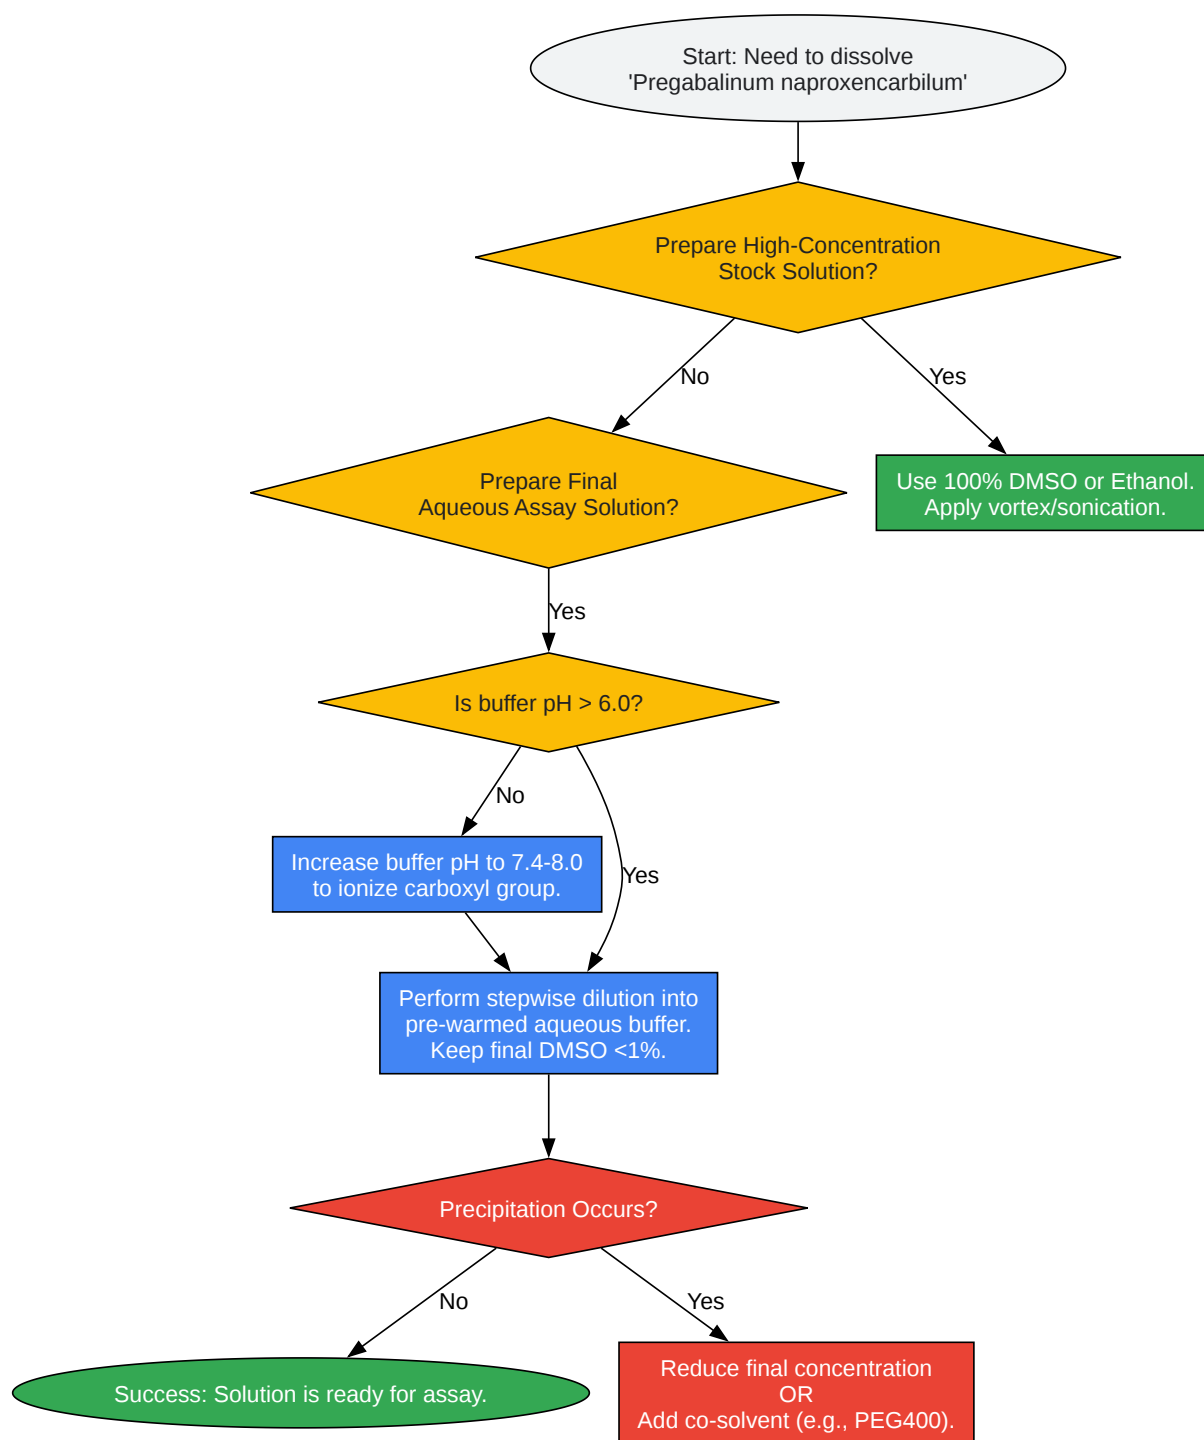 Start: Need to dissolve
'Pregabalinum naproxencarbilum'
Prepare High-Concentration
Stock Solution?
No
Yes
Prepare Final
Aqueous Assay Solution?
Use 100% DMSO or Ethanol.
Apply vortex/sonication.
Yes
Is buffer pH > 6.0?
No
Increase buffer pH to 7.4-8.0
to ionize carboxyl group.
Yes
Perform stepwise dilution into
pre-warmed aqueous buffer.
Keep final DMSO <1%.
Precipitation Occurs?
No
Yes
Success: Solution is ready for assay.
Reduce final concentration
OR
Add co-solvent (e.g., PEG400).